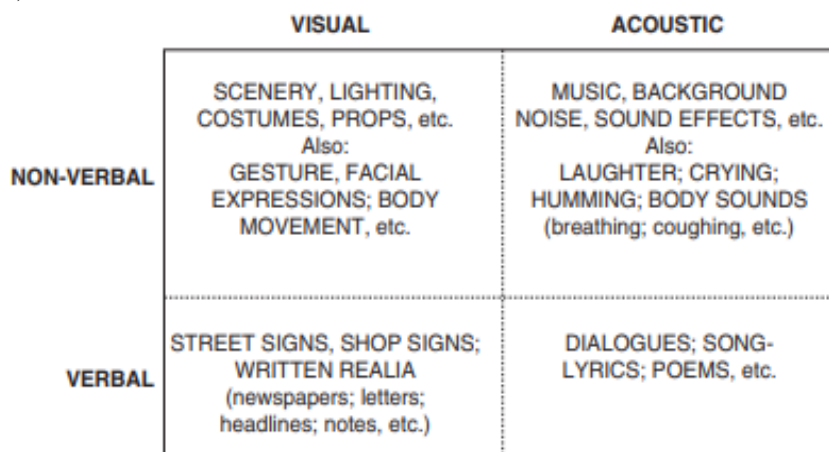 VISUAL
ACOUSTIC
NON-VERBAL
SCENERY, LIGHTING,
COSTUMES, PROPS, etc.
Also:
GESTURE, FACIAL
EXPRESSIONS; BODY
MOVEMENT, etc.
MUSIC, BACKGROUND
NOISE, SOUND EFFECTS, etc.
Also:
LAUGHTER; CRYING;
HUMMING; BODY SOUNDS
(breathing; coughing, etc.)
VERBAL
STREET SIGNS, SHOP SIGNS;
WRITTEN REALIA
(newspapers; letters;
headlines; notes, etc.)
DIALOGUES; SONG-
LYRICS; POEMS, etc.